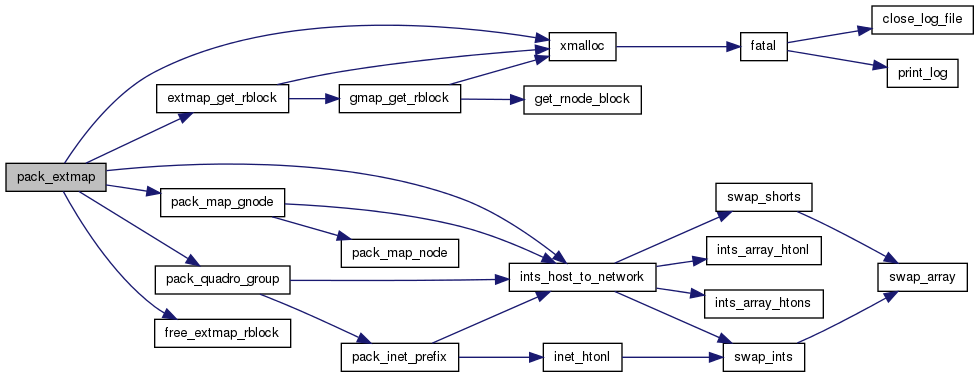 close_log_file
xmalloc
fatal
print_log
extmap_get_rblock
gmap_get_rblock
get_rnode_block
pack_extmap
pack_map_gnode
swap_shorts
pack_map_node
ints_array_htonl
pack_quadro_group
ints_host_to_network
swap_array
ints_array_htons
free_extmap_rblock
pack_inet_prefix
inet_htonl
swap_ints